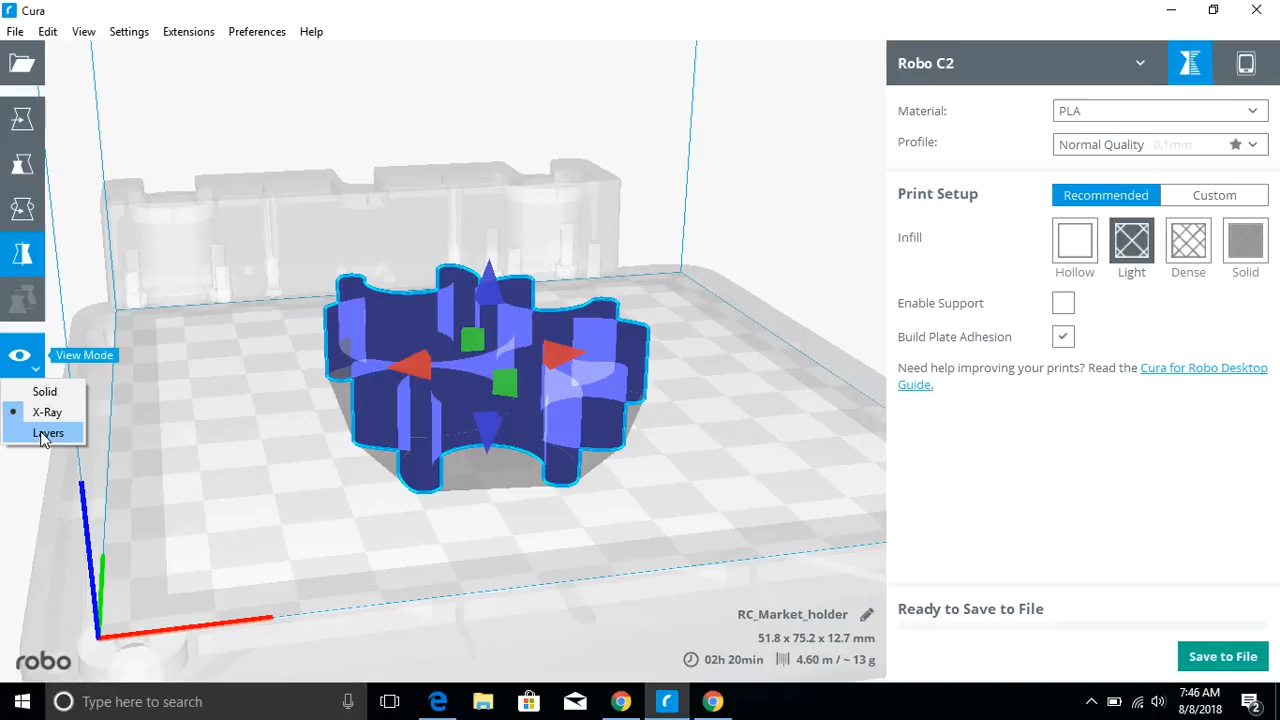 Cura
File Edit View Settings Extensions Preferences Help
Robo C2
Material: PLA
Profile: Normal Quality - 0.1mm
Print Setup Recommended Custom
Infill
Hollow Light Dense Solid
Enable Support
Build Plate Adhesion
Need help improving your prints? Read the Cura for Robo Desktop
Guide.
View Mode
Solid
X-Ray
Layers
RC_Market_holder
51.8 x 75.2 x 12.7 mm
02h 20min 4.60 m / ~ 13 g
Ready to Save to File
Save to File
robo
Type here to search
7:46 AM
8/8/2018
2